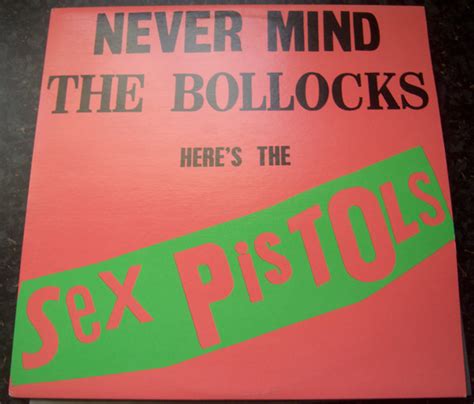 NEVER MIND
THE BOLLOCKS
HERE'S THE
Sex PisTOls